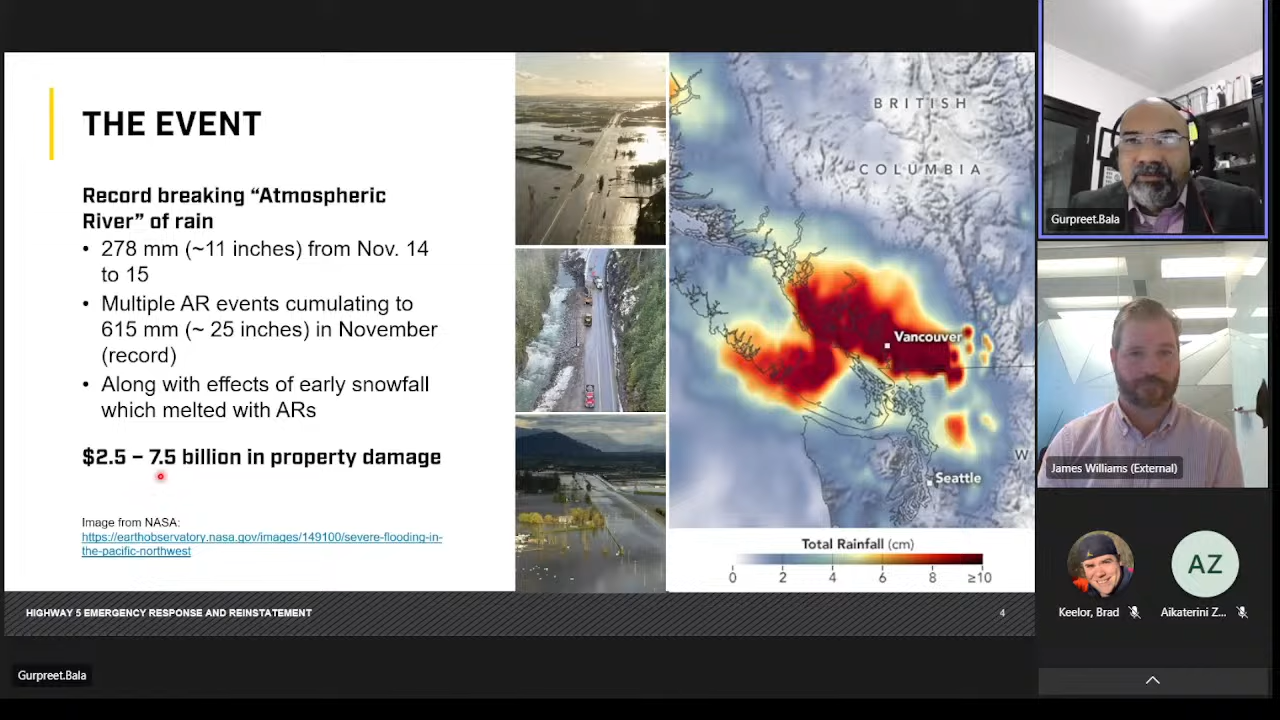 THE EVENT
Record breaking “Atmospheric
River” of rain
• 278 mm (~11 inches) from Nov. 14
to 15
• Multiple AR events cumulating to
615 mm (~ 25 inches) in November
(record)
• Along with effects of early snowfall
which melted with ARs
$2.5 – 7.5 billion in property damage
Image from NASA:
https://earthobservatory.nasa.gov/images/149100/severe-flooding-in-
the-pacific-northwest
BRITISH
COLUMBIA
Vancouver
W
Seattle
Total Rainfall (cm)
0 2 4 6 8 ≥10
HIGHWAY 5 EMERGENCY RESPONSE AND REINSTATEMENT
4
Gurpreet.Bala
Gurpreet.Bala
James Williams (External)
AZ
Keelor, Brad
Aikaterini Z...